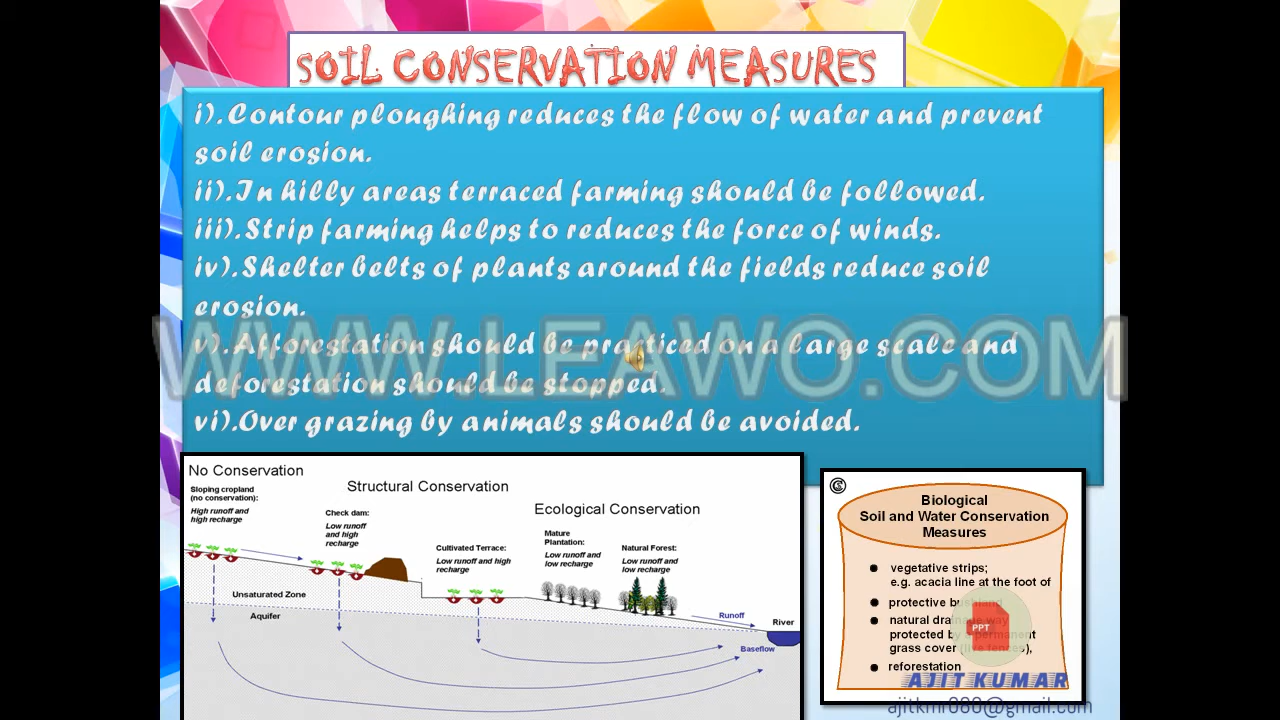 SOIL CONSERVATION MEASURES
i). Contour ploughing reduces the flow of water and prevent
soil erosion.
ii). In hilly areas terraced farming should be followed.
iii). Strip farming helps to reduces the force of winds.
iv). Shelter belts of plants around the fields reduce soil
erosion.
v). Afforestation should be practiced on a large scale and
deforestation should be stopped.
vi).Over grazing by animals should be avoided.
WWW.LEAWO.COM
No Conservation
Sloping cropland
(no conservation):
High runoff and
high recharge
Structural Conservation
Check dam:
Low runoff
and high
recharge
Cultivated Terrace:
Low runoff and high
recharge
Ecological Conservation
Mature
Plantation:
Low runoff and
low recharge
Natural Forest:
Low runoff and
low recharge
Unsaturated Zone
Aquifer
Runoff
River
Baseflow
Biological
Soil and Water Conservation
Measures
vegetative strips;
e.g. acacia line at the foot of
protective bushland
natural drainage way
protected by a permanent
grass cover (live fences),
reforestation
PPT
AJIT KUMAR
ajitkmr088@gmail.com